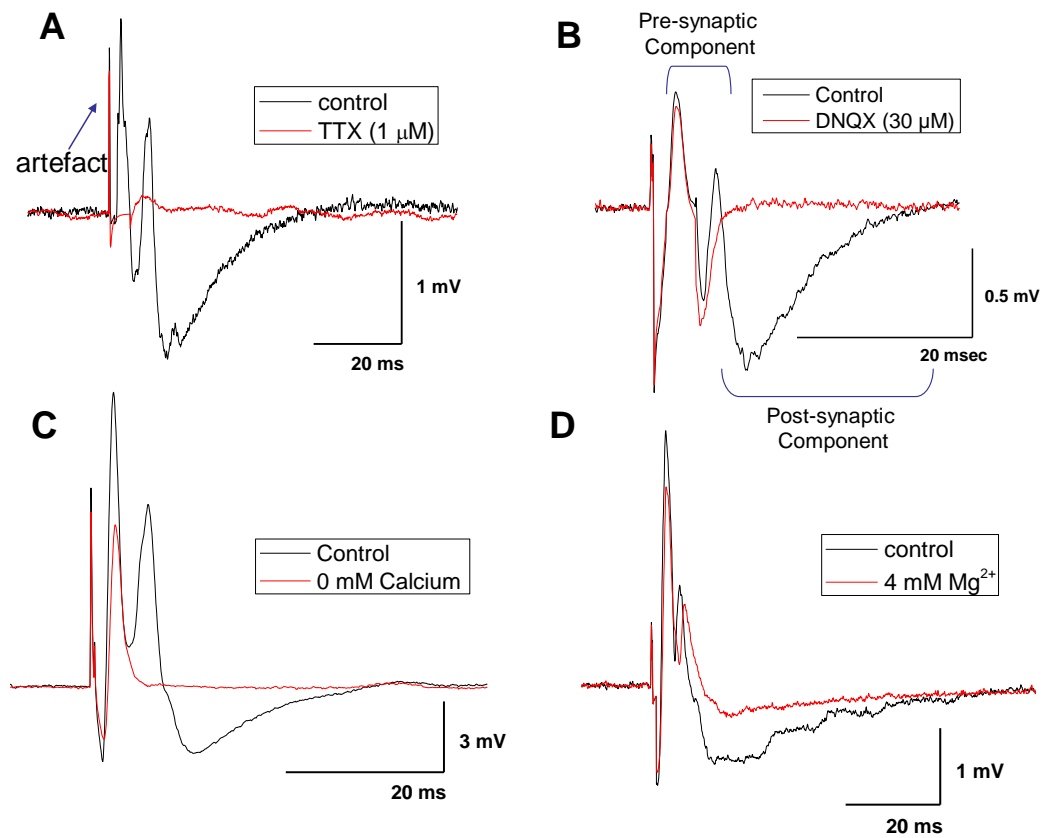 A
control
TTX (1 μM)
artefact
1 mV
20 ms
B
Pre-synaptic
Component
Control
DNQX (30 µM)
0.5 mV
20 msec
Post-synaptic
Component
C
Control
0 mM Calcium
3 mV
20 ms
D
control
4 mM Mg²⁺
1 mV
20 ms